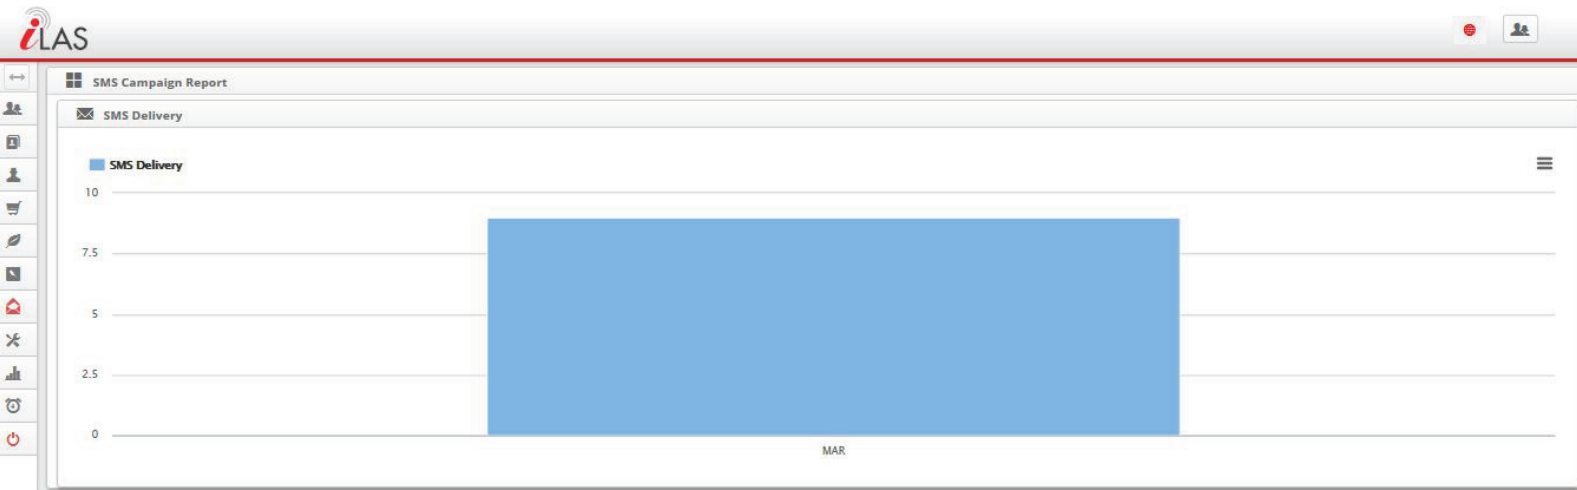 iLAS
SMS Campaign Report
SMS Delivery
SMS Delivery
10
7.5
5
2.5
0
MAR